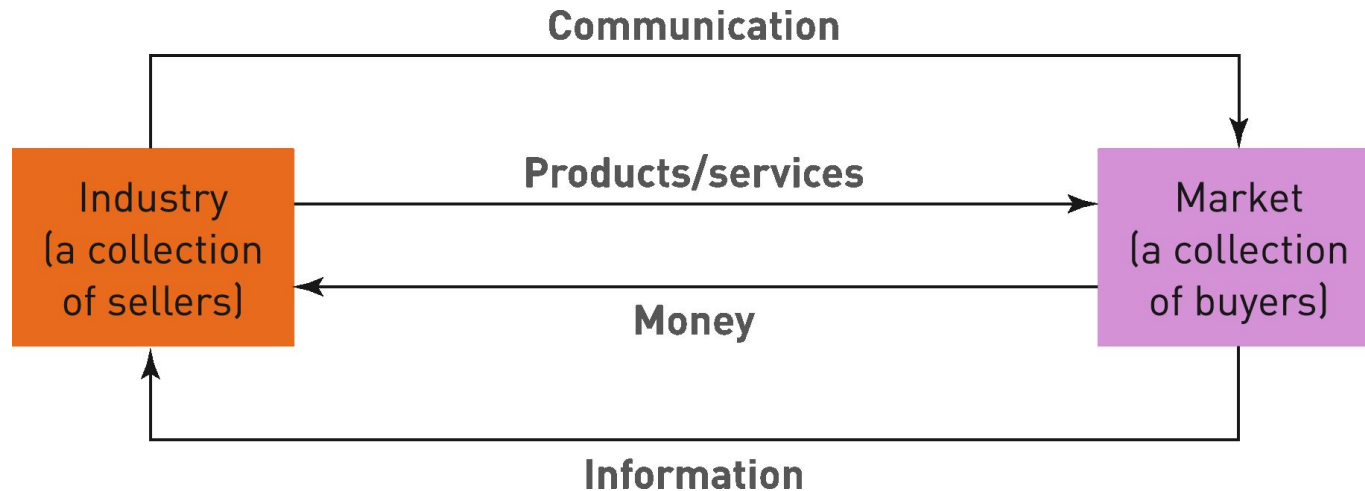 Communication
Products/services
Industry
(a collection
of sellers)
Market
(a collection
of buyers)
Money
Information